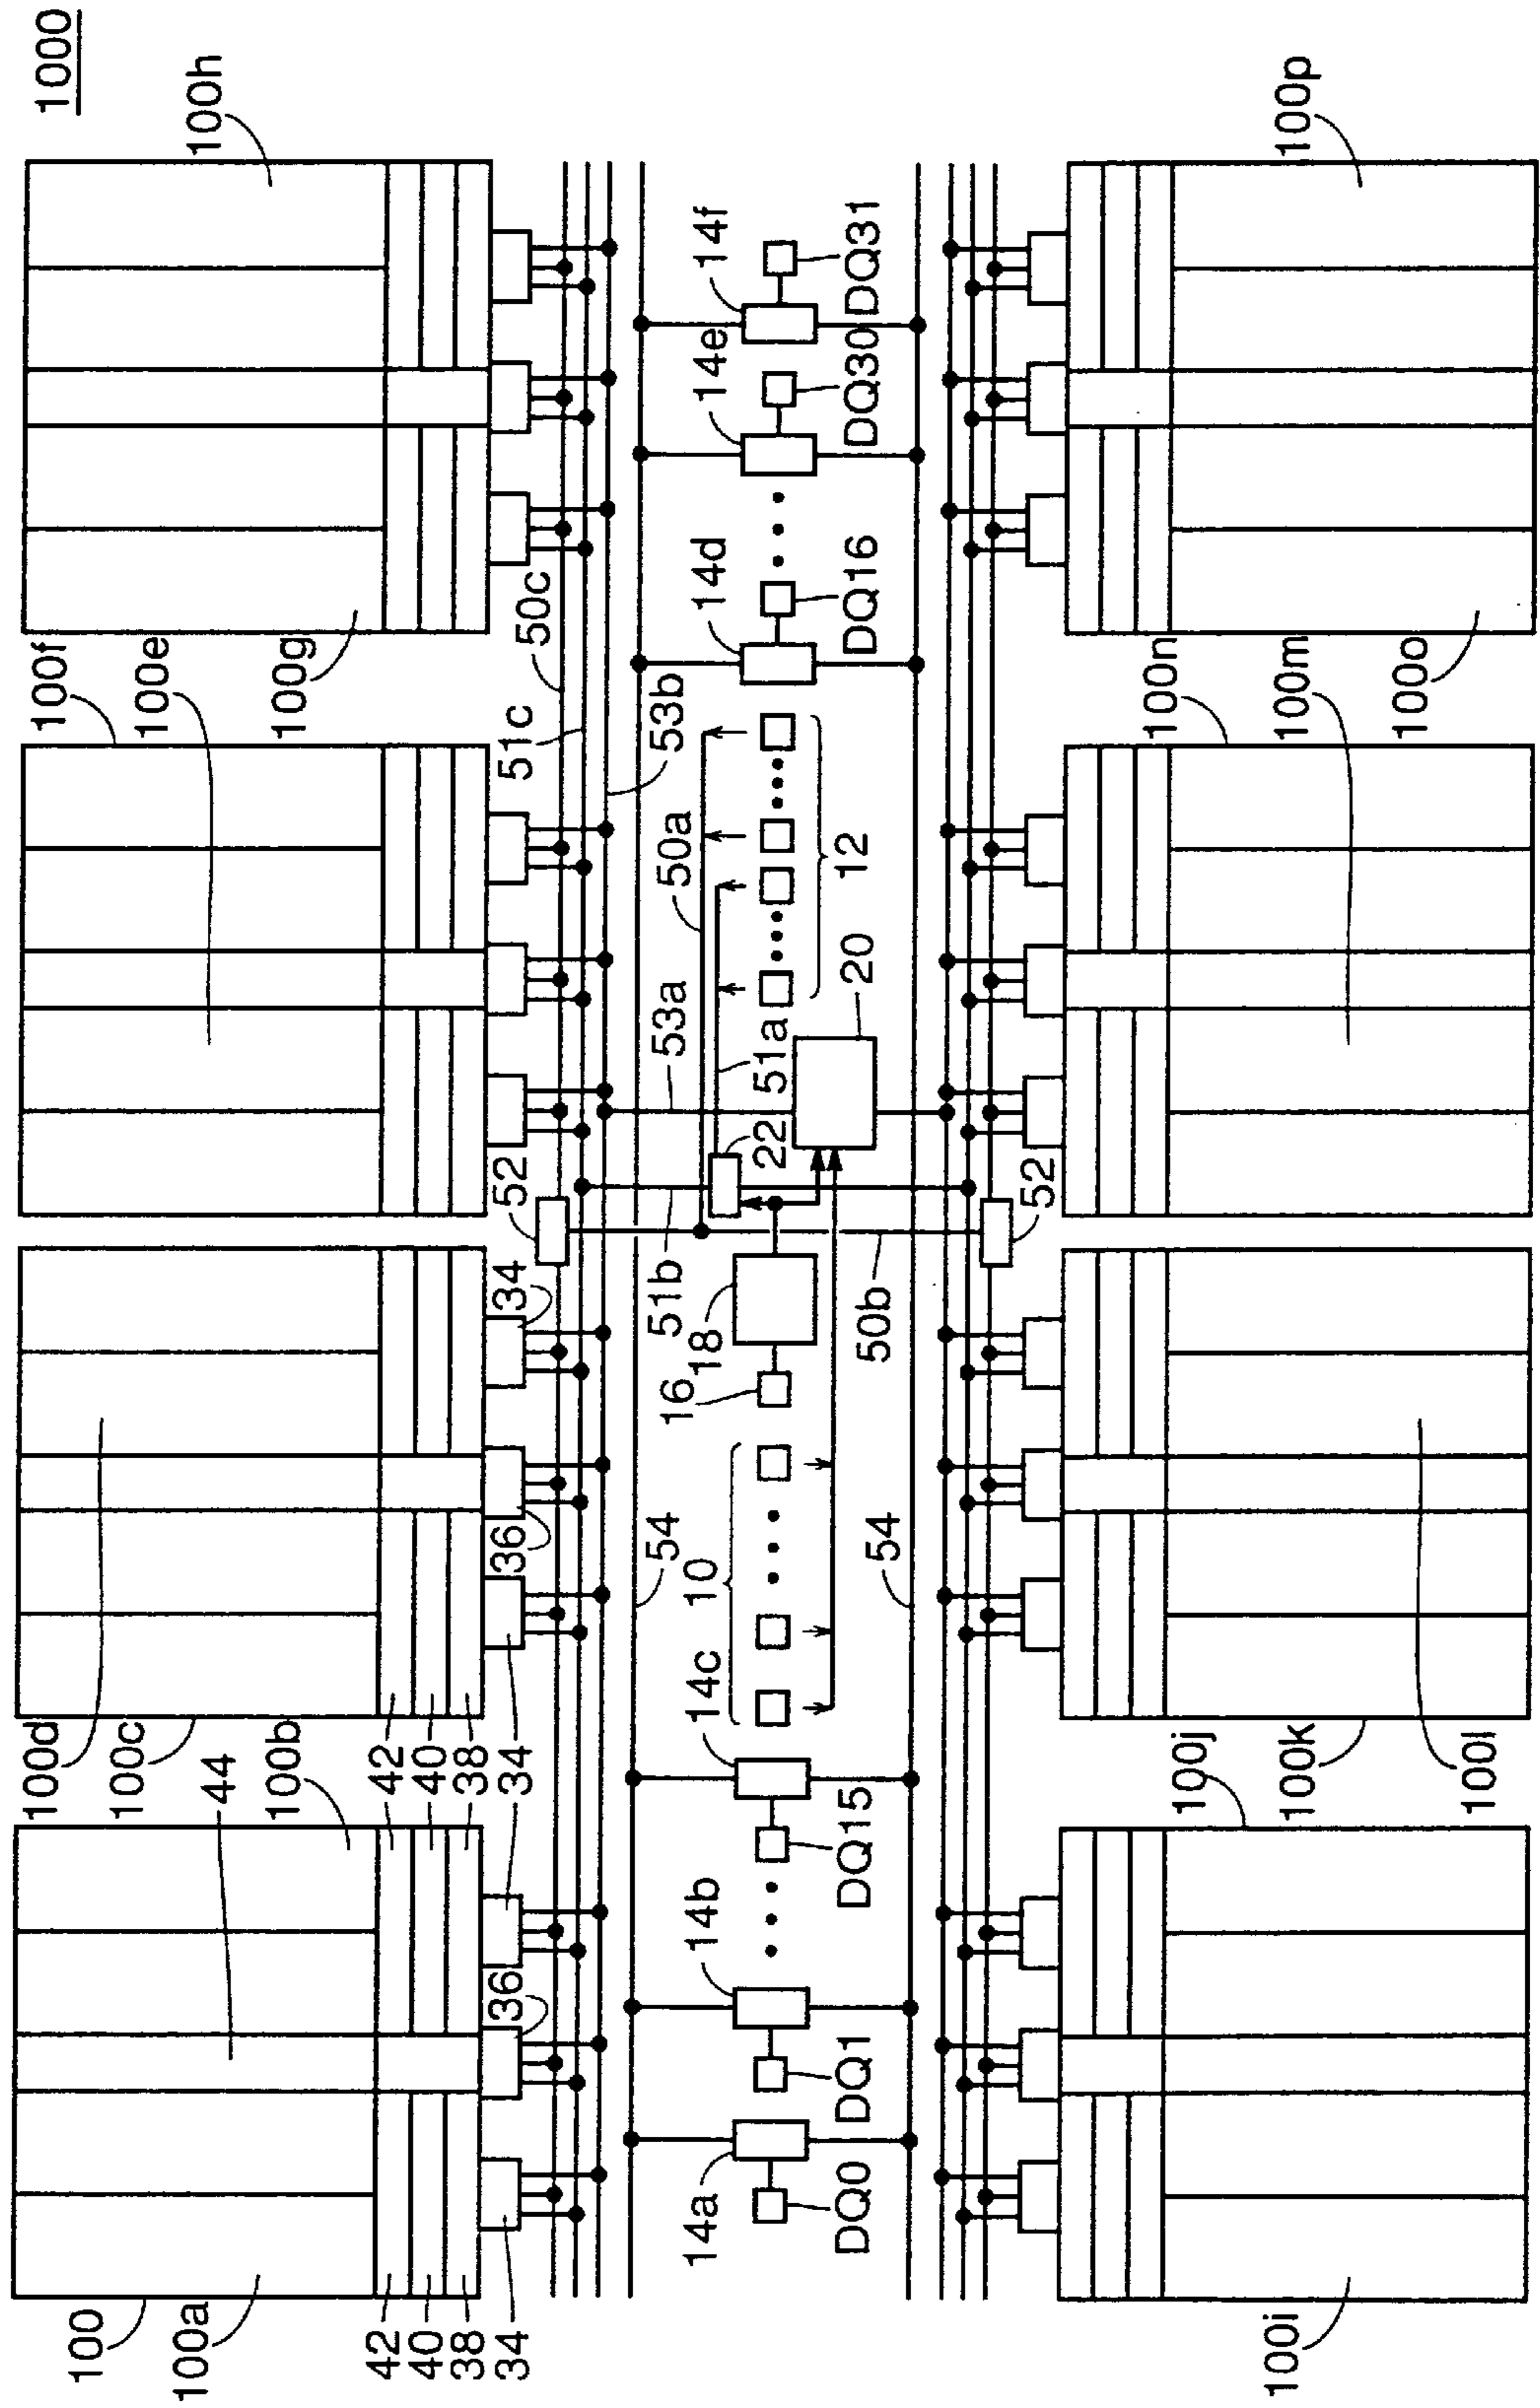 1000
100
100a
42
40
38
34
44
100b
36
42
40
38
34
100c
100d
36
34
52
100f
100e
100g
100h
50c
51c
53b
54
51b
53a
50a
14a
DQ0
14b
DQ1
14c
DQ15
10
16
18
22
51a
20
12
14d
DQ16
14e
DQ30
14f
DQ31
54
50b
52
100i
100j
100k
100l
100n
100m
100o
100p